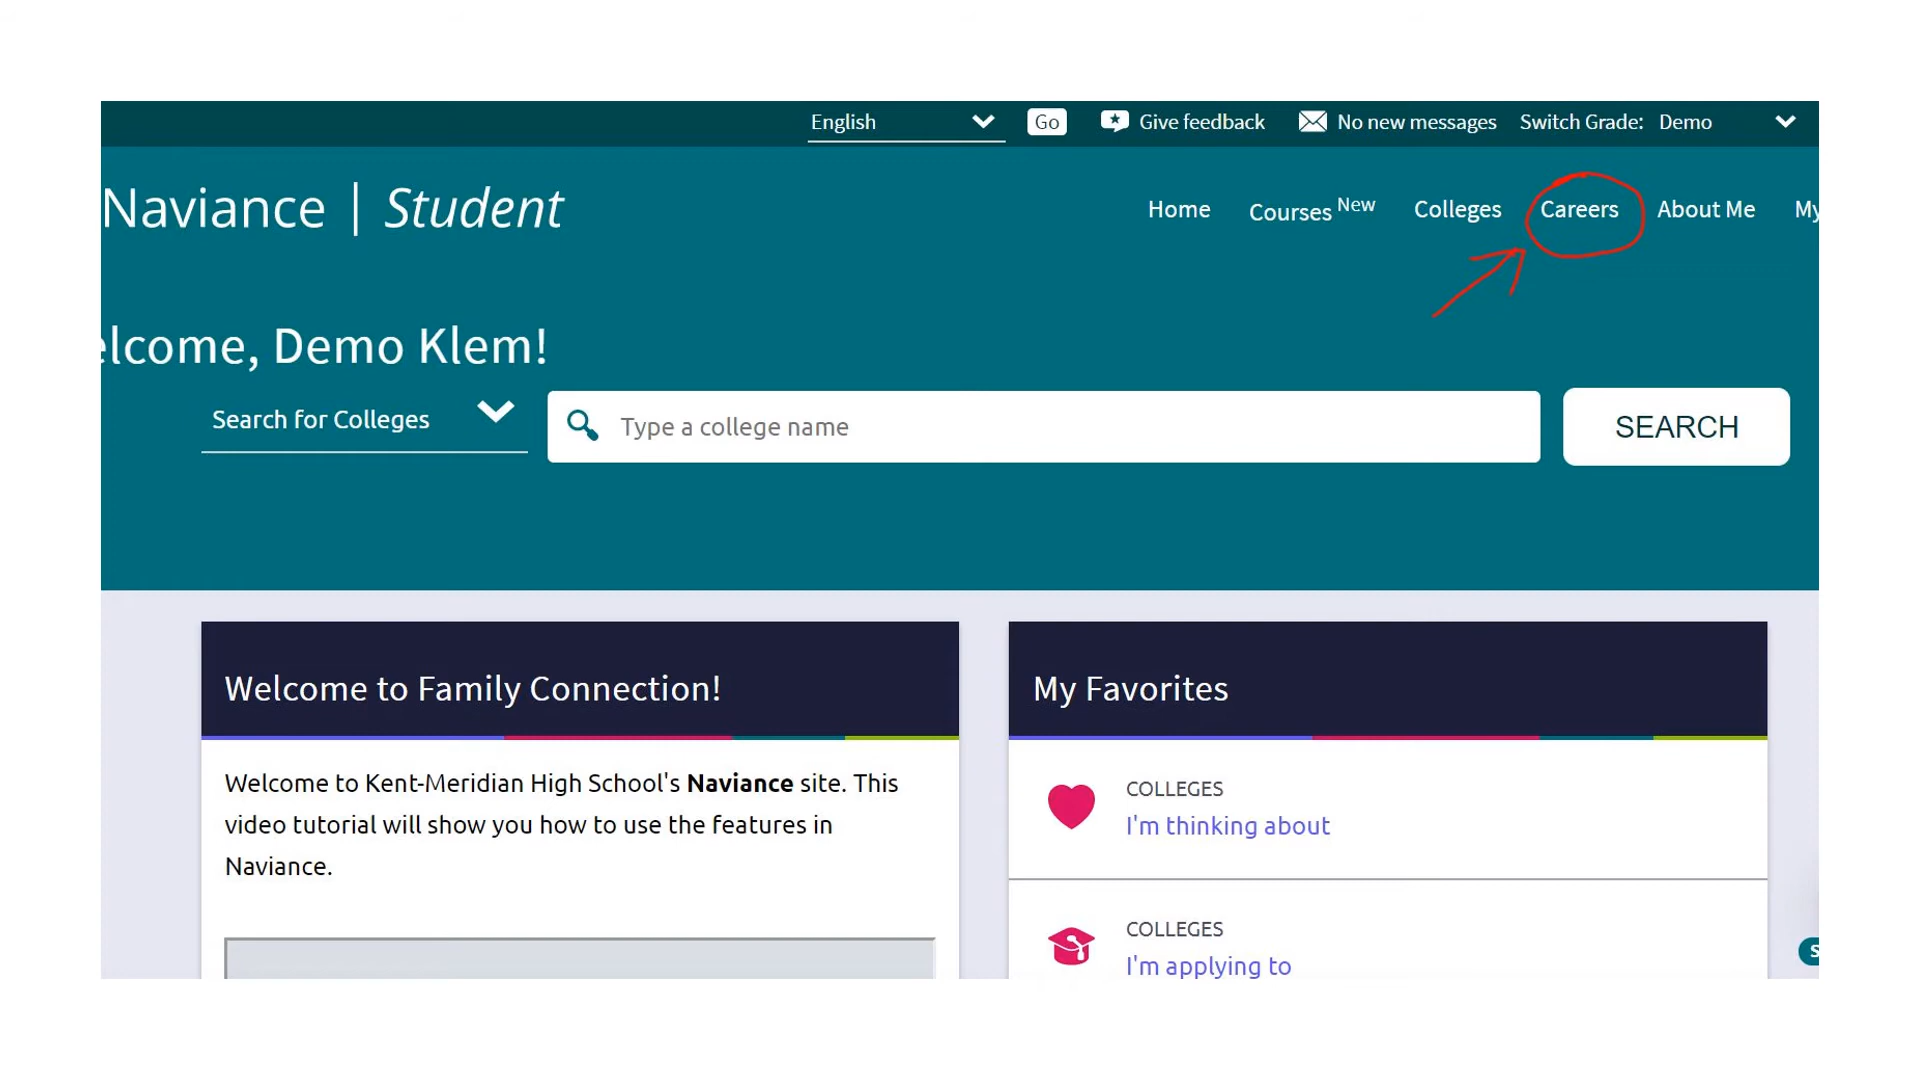 English Go Give feedback No new messages Switch Grade: Demo
Naviance | Student
Home Courses New Colleges Careers About Me My
elcome, Demo Klem!
Search for Colleges Type a college name SEARCH
Welcome to Family Connection!
Welcome to Kent-Meridian High School's Naviance site. This
video tutorial will show you how to use the features in
Naviance.
My Favorites
COLLEGES
I'm thinking about
COLLEGES
I'm applying to